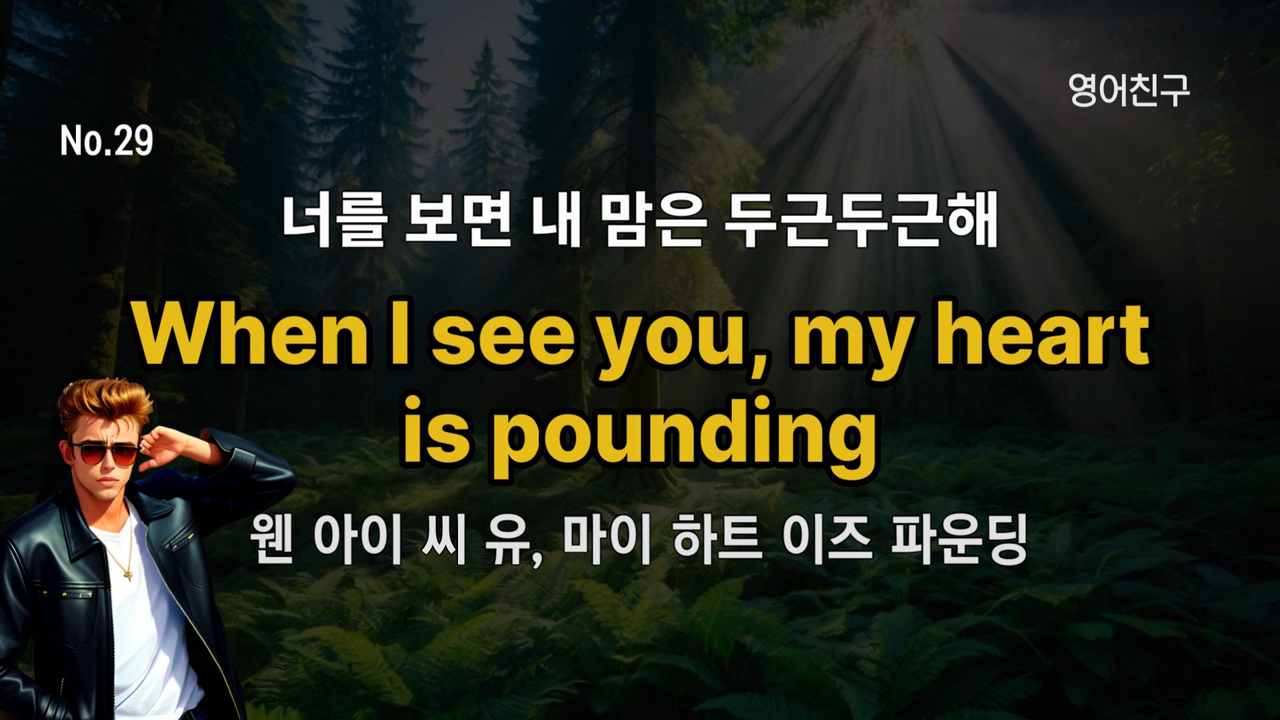 영어친구
No.29
너를 보면 내 맘은 두근두근해
When I see you, my heart
is pounding
웬 아이 씨 유, 마이 하트 이즈 파운딩